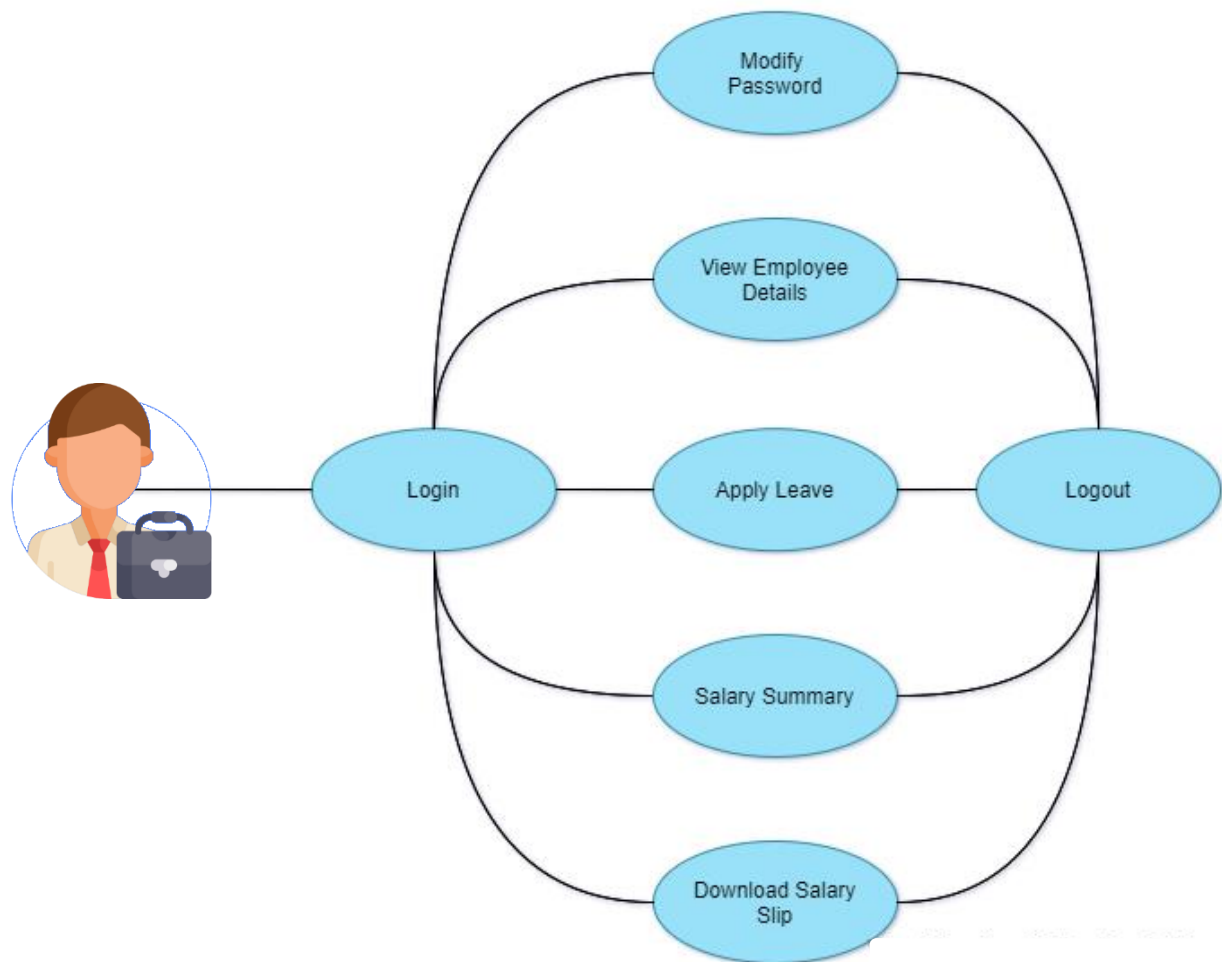 Modify
Password
View Employee
Details
Login
Apply Leave
Logout
Salary Summary
Download Salary
Slip